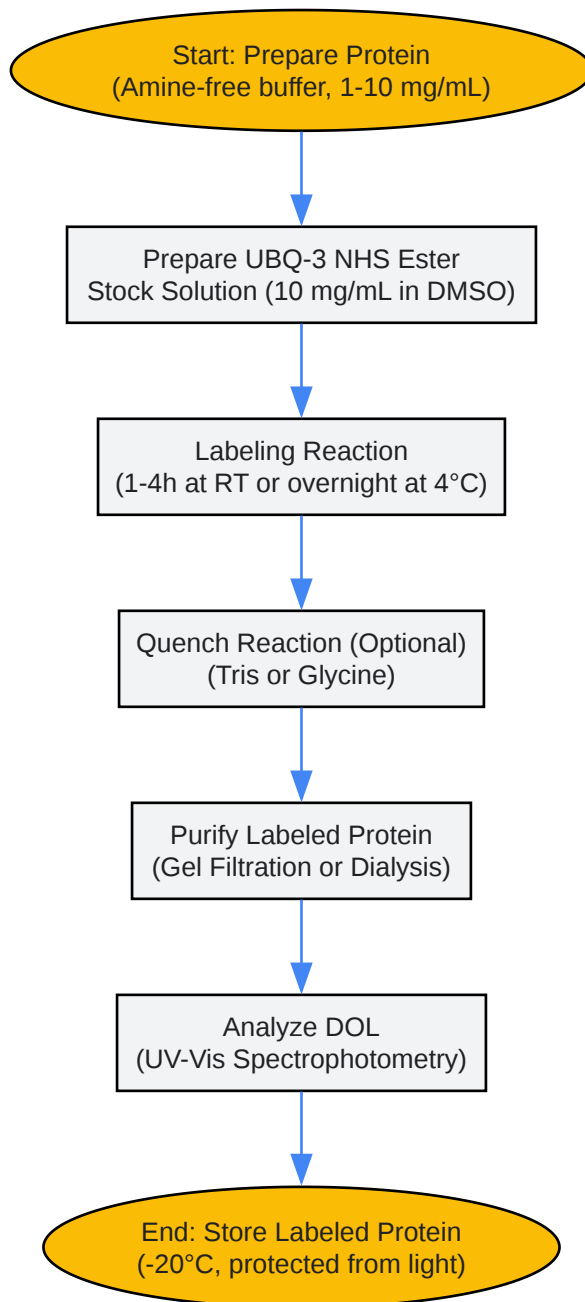 Start: Prepare Protein
(Amine-free buffer, 1-10 mg/mL)
Prepare UBQ-3 NHS Ester
Stock Solution (10 mg/mL in DMSO)
Labeling Reaction
(1-4h at RT or overnight at 4°C)
Quench Reaction (Optional)
(Tris or Glycine)
Purify Labeled Protein
(Gel Filtration or Dialysis)
Analyze DOL
(UV-Vis Spectrophotometry)
End: Store Labeled Protein
(-20°C, protected from light)